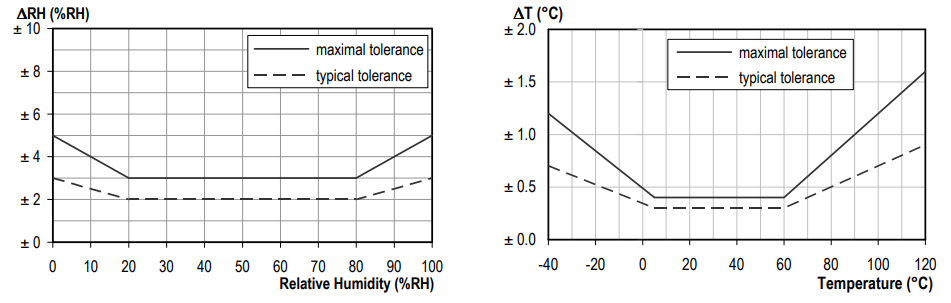 ΔRH (%RH)
± 10
± 8
± 6
± 4
± 2
± 0
maximal tolerance
typical tolerance
0 10 20 30 40 50 60 70 80 90 100
Relative Humidity (%RH)
ΔT (°C)
± 2.0
± 1.5
± 1.0
± 0.5
± 0.0
maximal tolerance
typical tolerance
-40 -20 0 20 40 60 80 100 120
Temperature (°C)